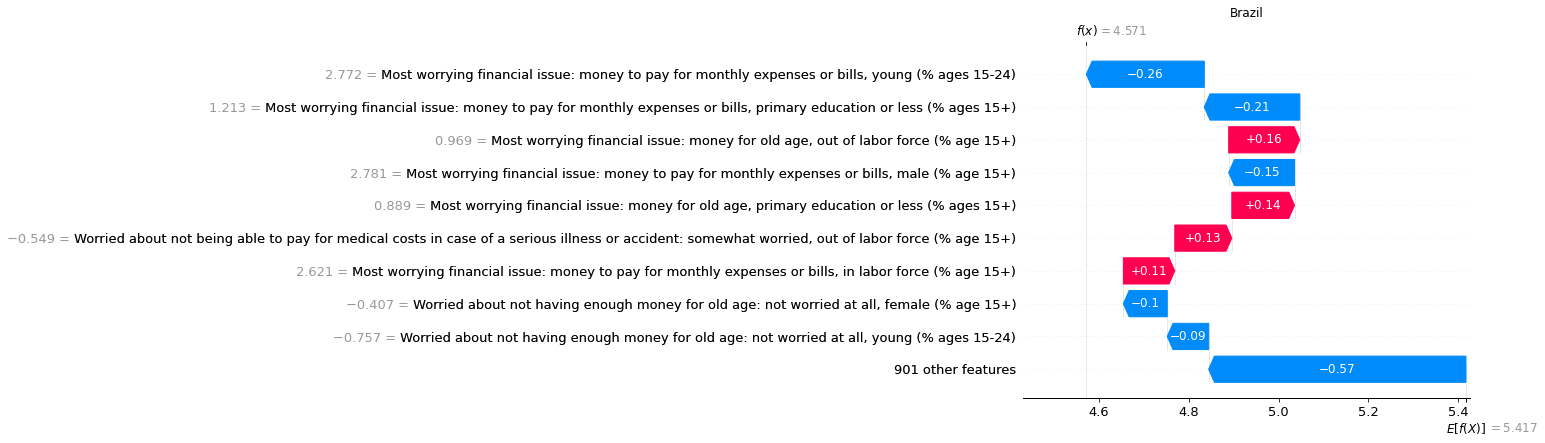 Brazil
f(x) = 4.571
2.772 = Most worrying financial issue: money to pay for monthly expenses or bills, young (% ages 15-24) −0.26
1.213 = Most worrying financial issue: money to pay for monthly expenses or bills, primary education or less (% ages 15+) −0.21
0.969 = Most worrying financial issue: money for old age, out of labor force (% age 15+) +0.16
2.781 = Most worrying financial issue: money to pay for monthly expenses or bills, male (% age 15+) −0.15
0.889 = Most worrying financial issue: money for old age, primary education or less (% ages 15+) +0.14
−0.549 = Worried about not being able to pay for medical costs in case of a serious illness or accident: somewhat worried, out of labor force (% age 15+) +0.13
2.621 = Most worrying financial issue: money to pay for monthly expenses or bills, in labor force (% age 15+) +0.11
−0.407 = Worried about not having enough money for old age: not worried at all, female (% age 15+) −0.1
−0.757 = Worried about not having enough money for old age: not worried at all, young (% ages 15-24) −0.09
901 other features −0.57
4.6 4.8 5.0 5.2 5.4
E[f(X)] = 5.417